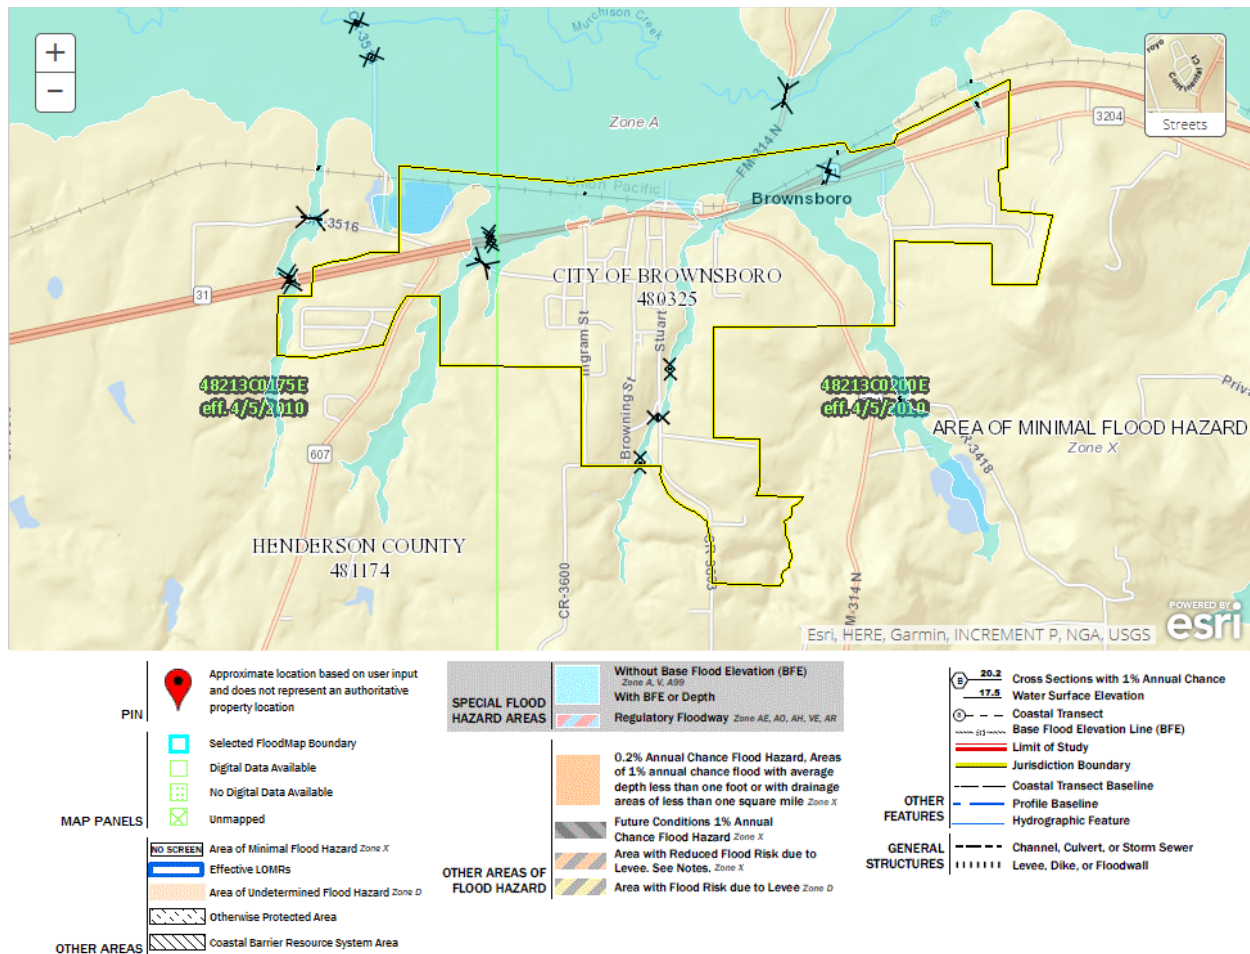 +
−
CR-351
Murchison Creek
royo
Continental Ct
Streets
Zone A
FM-314 N
3204
Union Pacific
Brownsboro
-3516
31
CITY OF BROWNSBORO
480325
Ingram St
Stuart
Browning St
48213C0175E
eff. 4/5/2010
48213C0200E
eff. 4/5/2010
Priva
AREA OF MINIMAL FLOOD HAZARD
Zone X
R-3418
607
HENDERSON COUNTY
481174
CR-3600
CR-3603
FM-314 N
POWERED BY
esri
Esri, HERE, Garmin, INCREMENT P, NGA, USGS
PIN
Approximate location based on user input
and does not represent an authoritative
property location
MAP PANELS
Selected FloodMap Boundary
Digital Data Available
No Digital Data Available
Unmapped
OTHER AREAS
NO SCREEN Area of Minimal Flood Hazard Zone X
Effective LOMRs
Area of Undetermined Flood Hazard Zone D
Otherwise Protected Area
Coastal Barrier Resource System Area
SPECIAL FLOOD
HAZARD AREAS
Without Base Flood Elevation (BFE)
Zone A, V, A99
With BFE or Depth
Regulatory Floodway Zone AE, AO, AH, VE, AR
OTHER AREAS OF
FLOOD HAZARD
0.2% Annual Chance Flood Hazard, Areas
of 1% annual chance flood with average
depth less than one foot or with drainage
areas of less than one square mile Zone X
Future Conditions 1% Annual
Chance Flood Hazard Zone X
Area with Reduced Flood Risk due to
Levee. See Notes. Zone X
Area with Flood Risk due to Levee Zone D
OTHER
FEATURES
B 20.2 Cross Sections with 1% Annual Chance
17.5 Water Surface Elevation
8 Coastal Transect
513 Base Flood Elevation Line (BFE)
Limit of Study
Jurisdiction Boundary
Coastal Transect Baseline
Profile Baseline
Hydrographic Feature
GENERAL
STRUCTURES
Channel, Culvert, or Storm Sewer
Levee, Dike, or Floodwall